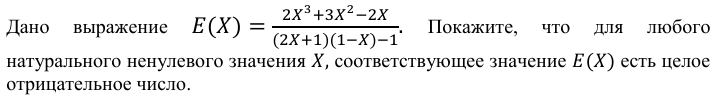 Дано выражение E(X) = \frac{2X^3+3X^2-2X}{(2X+1)(1-X)-1}. Покажите, что для любого
натурального ненулевого значения X, соответствующее значение E(X) есть целое
отрицательное число.